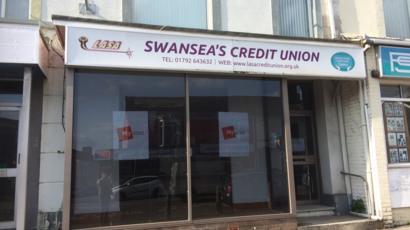 LASA
SWANSEA'S CREDIT UNION
TEL: 01792 643632 | WEB: www.lasacreditunion.org.uk